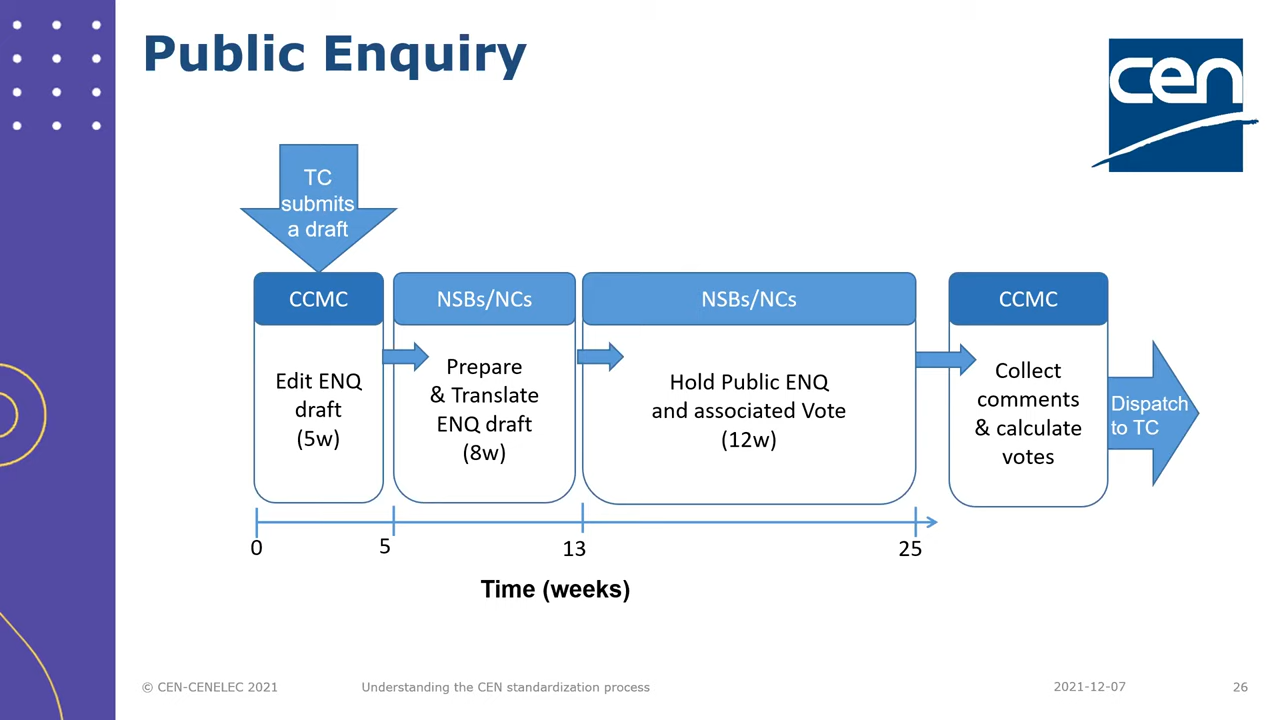 Public Enquiry
cen
TC
submits
a draft
CCMC
Edit ENQ
draft
(5w)
NSBs/NCs
Prepare
& Translate
ENQ draft
(8w)
NSBs/NCs
Hold Public ENQ
and associated Vote
(12w)
CCMC
Collect
comments
& calculate
votes
Dispatch
to TC
0
5
13
25
Time (weeks)
© CEN-CENELEC 2021
Understanding the CEN standardization process
2021-12-07
26